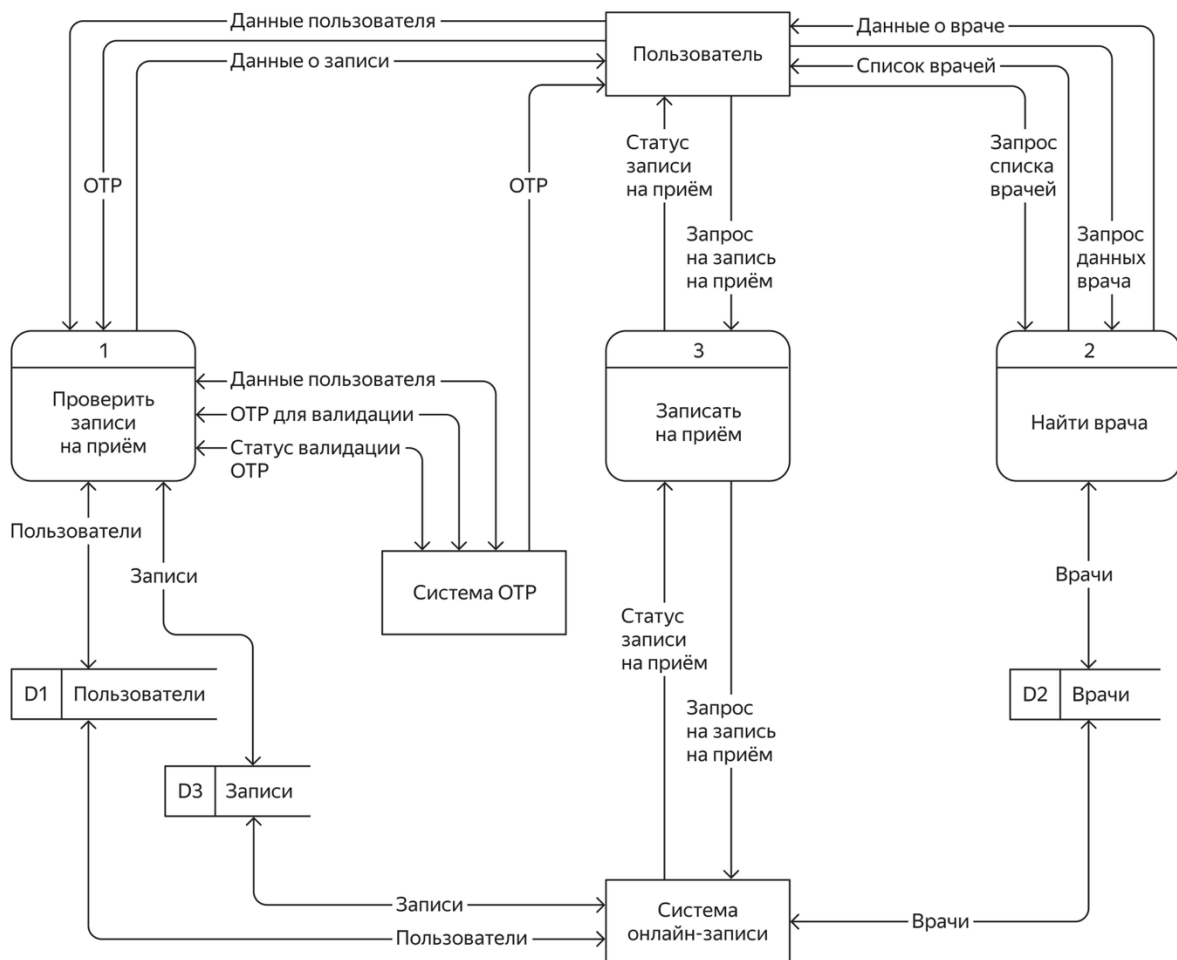 Данные пользователя
Пользователь
Данные о враче
Данные о записи
Список врачей
OTP
OTP
Статус
записи
на приём
Запрос
на запись
на приём
Запрос
списка
врачей
Запрос
данных
врача
1
Проверить
записи
на приём
3
Записать
на приём
2
Найти врача
Данные пользователя
OTP для валидации
Статус валидации
OTP
Пользователи
Записи
Система OTP
Статус
записи
на приём
Запрос
на запись
на приём
Врачи
D1 Пользователи
D2 Врачи
D3 Записи
Записи
Пользователи
Система
онлайн-записи
Врачи